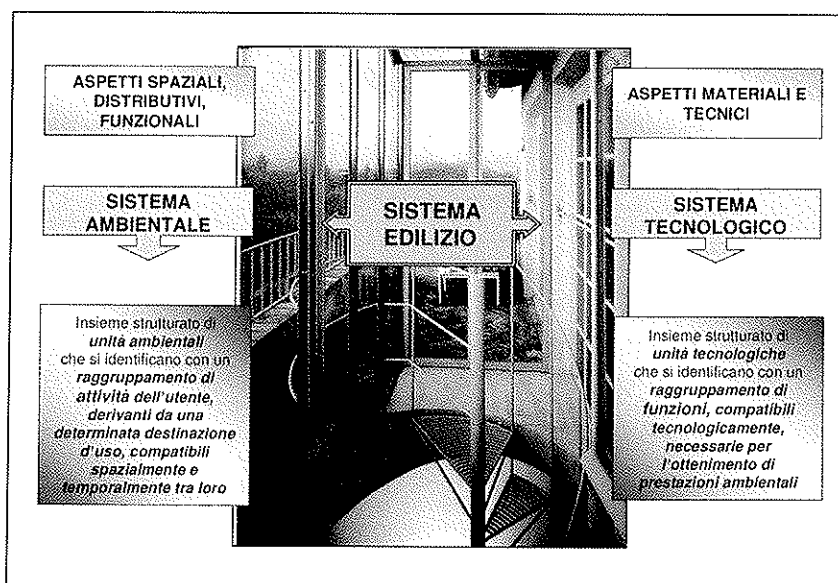 ASPETTI SPAZIALI,
DISTRIBUTIVI,
FUNZIONALI
SISTEMA
AMBIENTALE
Insieme strutturato di
unità ambientali
che si identificano con un
raggruppamento di
attività dell'utente,
derivanti da una
determinata destinazione
d'uso, compatibili
spazialmente e
temporalmente tra loro
SISTEMA
EDILIZIO
ASPETTI MATERIALI E
TECNICI
SISTEMA
TECNOLOGICO
Insieme strutturato di
unità tecnologiche
che si identificano con un
raggruppamento di
funzioni, compatibili
tecnologicamente,
necessarie per
l'ottenimento di
prestazioni ambientali